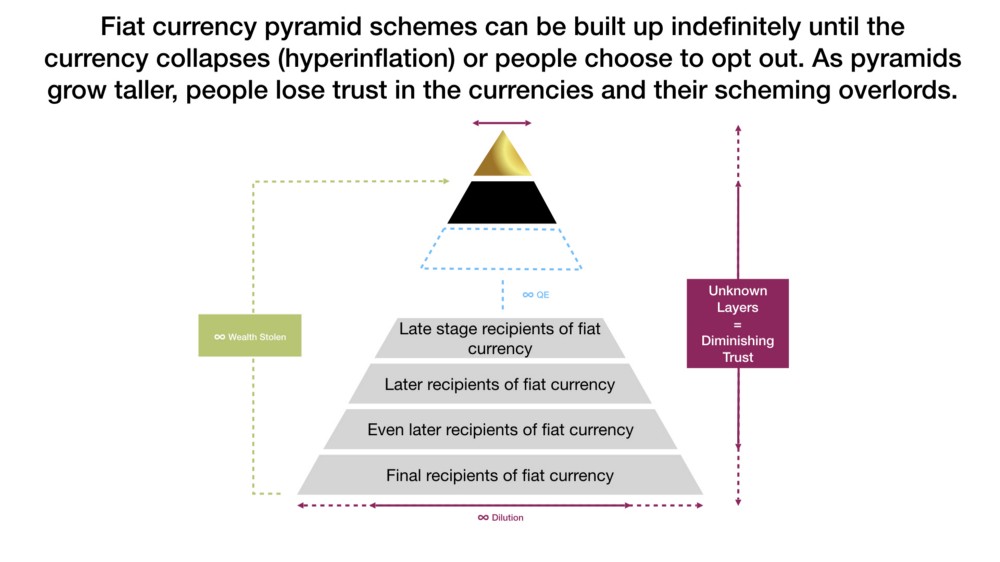 Fiat currency pyramid schemes can be built up indefinitely until the
currency collapses (hyperinflation) or people choose to opt out. As pyramids
grow taller, people lose trust in the currencies and their scheming overlords.
∞ QE
Unknown
Layers
=
Diminishing
Trust
∞ Wealth Stolen
Late stage recipients of fiat
currency
Later recipients of fiat currency
Even later recipients of fiat currency
Final recipients of fiat currency
∞ Dilution